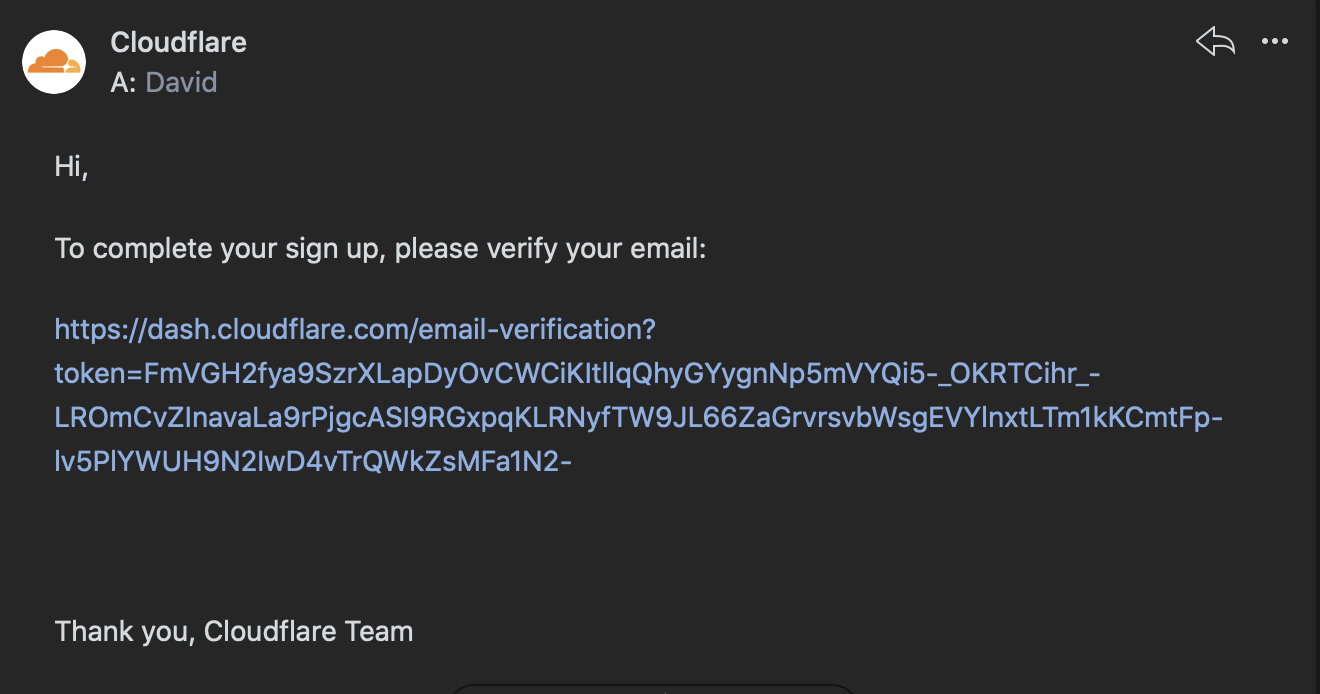 Cloudflare
A: David
Hi,
To complete your sign up, please verify your email:
https://dash.cloudflare.com/email-verification?
token=FmVGH2fya9SzrXLapDyOvCWCiKItllqQhyGYygnNp5mVYQi5-_OKRTCihr_-
LROmCvZInavaLa9rPjgcASI9RGxpqKLRNyfTW9JL66ZaGrvrsvbWsgEVYlnxtLTm1kKCmtFp-
lv5PlYWUH9N2IwD4vTrQWkZsMFa1N2-
Thank you, Cloudflare Team